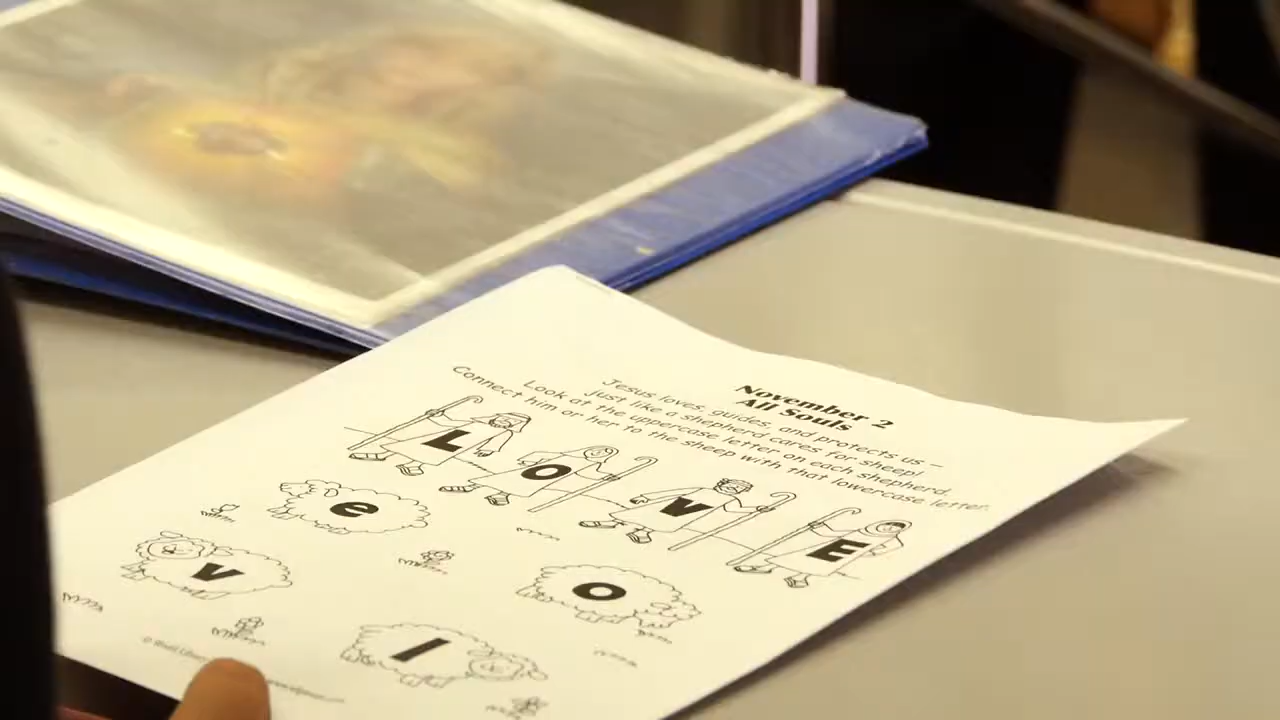 November 2
All Souls
Jesus loves, guides, and protects us –
just like a shepherd cares for sheep!
Look at the uppercase letter on each shepherd.
Connect him or her to the sheep with that lowercase letter.
L O V E
e
v o
l